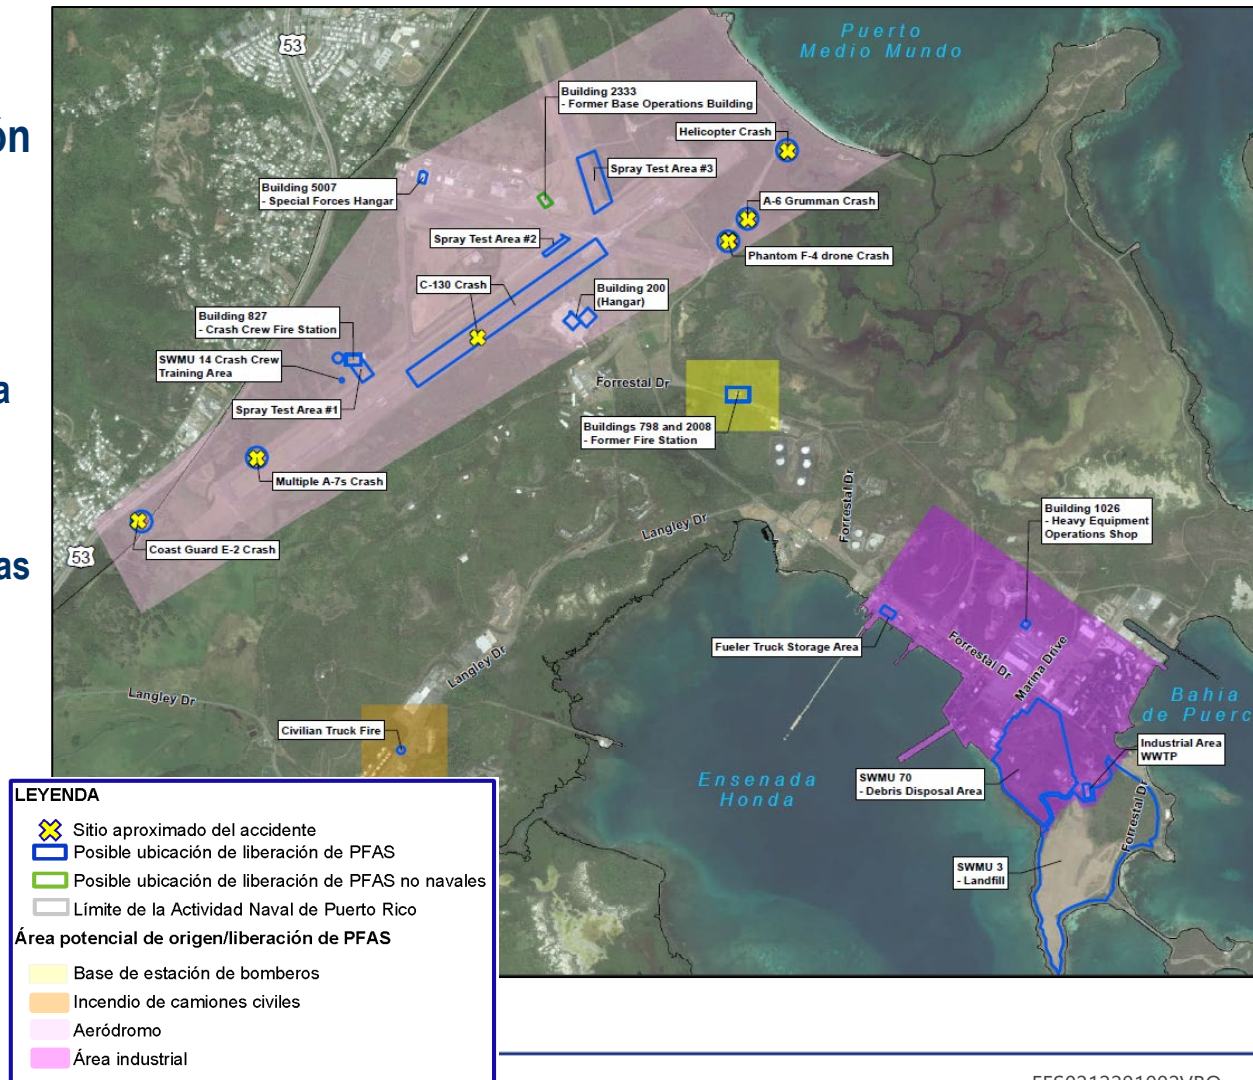 ón
a
as
53
Puerto
Medio Mundo
Building 2333
- Former Base Operations Building
Helicopter Crash
Spray Test Area #3
Building 5007
- Special Forces Hangar
A-6 Grumman Crash
Spray Test Area #2
Phantom F-4 drone Crash
C-130 Crash
Building 200
(Hangar)
Building 827
- Crash Crew Fire Station
SWMU 14 Crash Crew
Training Area
Forrestal Dr
Spray Test Area #1
Buildings 798 and 2008
- Former Fire Station
Multiple A-7s Crash
Forrestal Dr
Langley Dr
Building 1026
- Heavy Equipment
Operations Shop
Coast Guard E-2 Crash
53
Fueler Truck Storage Area
Forrestal Dr
Marina Drive
Langley Dr
Langley Dr
Bahia
de Puerc
Civilian Truck Fire
Industrial Area
WWTP
Ensenada
Honda
SWMU 70
- Debris Disposal Area
Forrestal Dr
SWMU 3
- Landfill
LEYENDA
Sitio aproximado del accidente
Posible ubicación de liberación de PFAS
Posible ubicación de liberación de PFAS no navales
Límite de la Actividad Naval de Puerto Rico
Área potencial de origen/liberación de PFAS
Base de estación de bomberos
Incendio de camiones civiles
Aeródromo
Área industrial